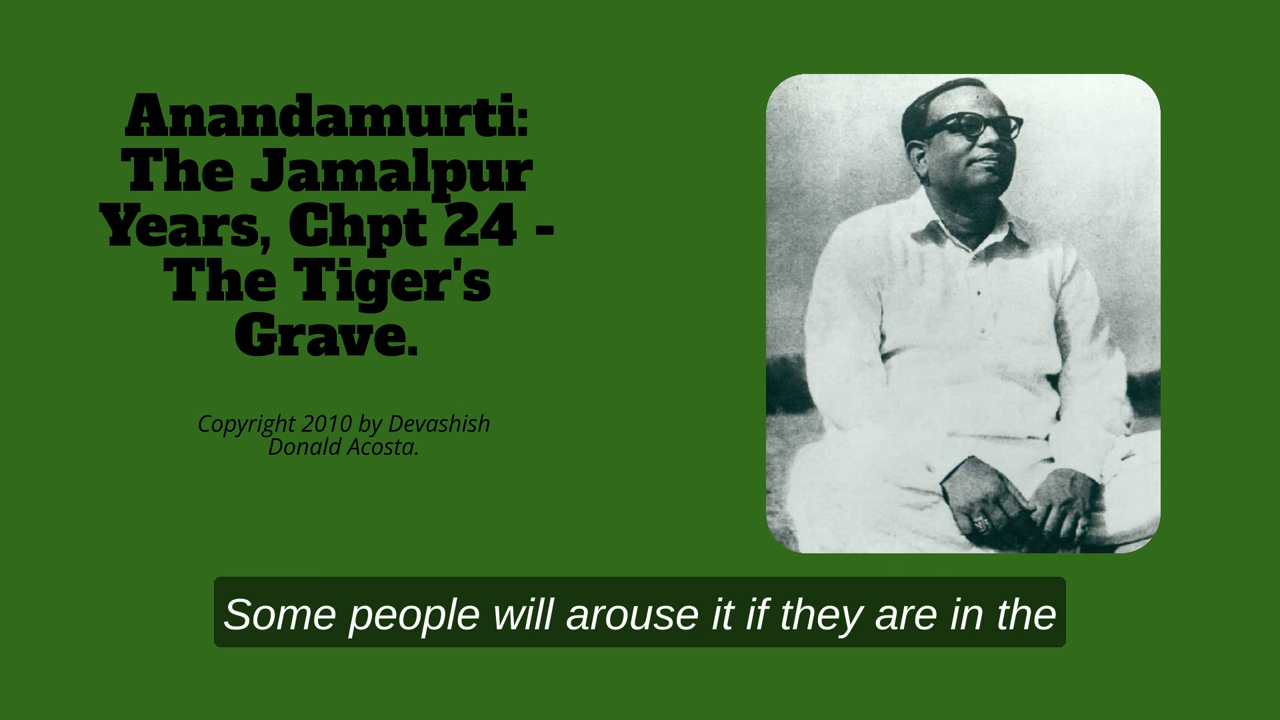 Anandamurti:
The Jamalpur
Years, Chpt 24 -
The Tiger's
Grave.
Copyright 2010 by Devashish
Donald Acosta.
Some people will arouse it if they are in the